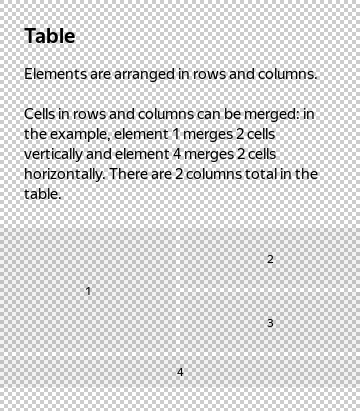 Table
Elements are arranged in rows and columns.
Cells in rows and columns can be merged: in
the example, element 1 merges 2 cells
vertically and element 4 merges 2 cells
horizontally. There are 2 columns total in the
table.
2
1
3
4